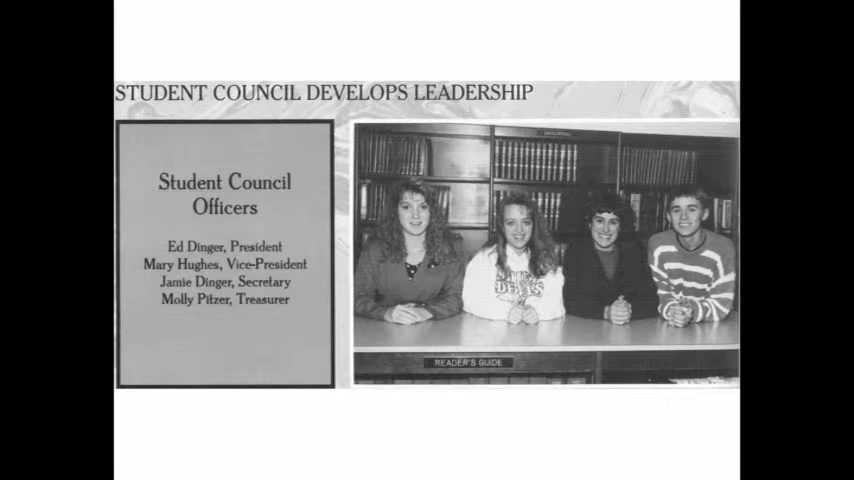 STUDENT COUNCIL DEVELOPS LEADERSHIP
Student Council
Officers
Ed Dinger, President
Mary Hughes, Vice-President
Jamie Dinger, Secretary
Molly Pitzer, Treasurer
DEVILS
READER'S GUIDE